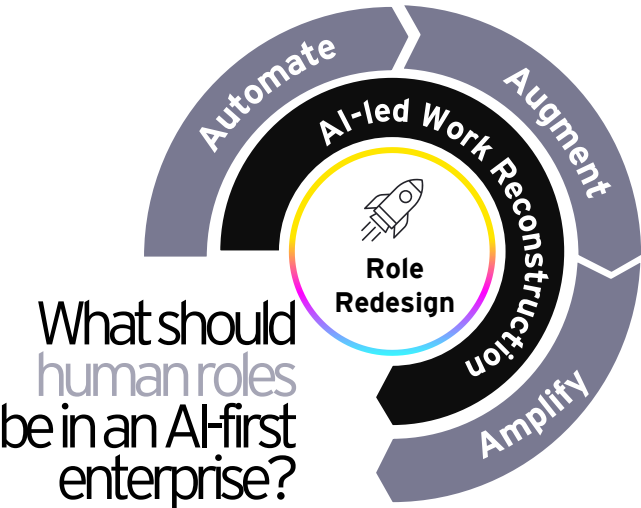 Automate
Augment
Amplify
AI-led Work Reconstruction
Role
Redesign
What should
human roles
be in an AI-first
enterprise?